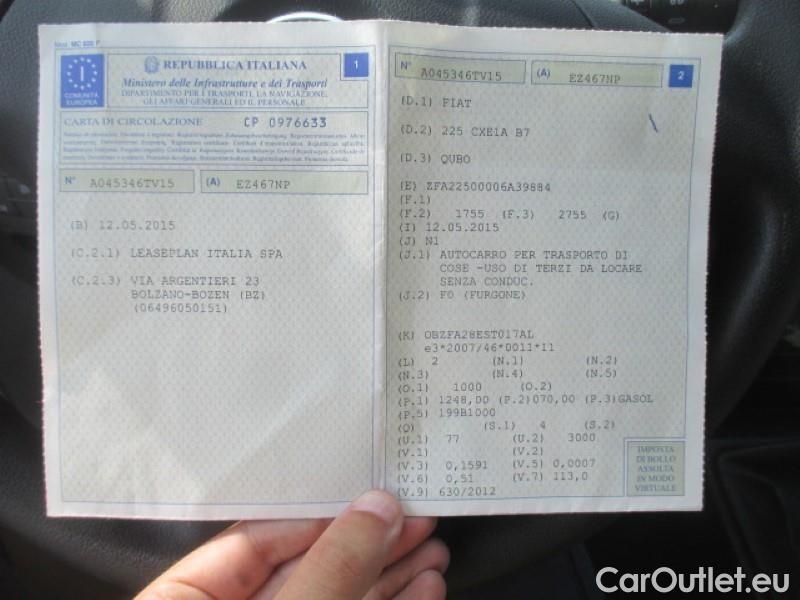 Mod. MC 820 F
COMUNITÀ
EUROPEA
I
REPUBBLICA ITALIANA
1
Ministero delle Infrastrutture e dei Trasporti
DIPARTIMENTO PER I TRASPORTI, LA NAVIGAZIONE,
GLI AFFARI GENERALI ED IL PERSONALE
CARTA DI CIRCOLAZIONE CP 0976633
N° A045346TV15 (A) EZ467NP
(B) 12.05.2015
(C.2.1) LEASEPLAN ITALIA SPA
(C.2.3) VIA ARGENTIERI 23
BOLZANO-BOZEN (BZ)
(06496050151)
N° A045346TV15 (A) EZ467NP 2
(D.1) FIAT
(D.2) 225 CXE1A B7
(D.3) QUBO
(E) ZFA22500006A39884
(F.1)
(F.2) 1755 (F.3) 2755 (G)
(I) 12.05.2015
(J) N1
(J.1) AUTOCARRO PER TRASPORTO DI
COSE -USO DI TERZI DA LOCARE
SENZA CONDUC.
(J.2) F0 (FURGONE)
(K) OBZFA28EST017AL
e3*2007/46*0011*11
(L) 2 (N.1) (N.2)
(N.3) (N.4) (N.5)
(O.1) 1000 (O.2)
(P.1) 1248,00 (P.2)070,00 (P.3)GASOL
(P.5) 199B1000
(Q) (S.1) 4 (S.2)
(U.1) 77 (U.2) 3000
(V.1) (V.2)
(V.3) 0,1591 (V.5) 0,0007
(V.6) 0,51 (V.7) 113,0
(V.9) 630/2012
IMPOSTA
DI BOLLO
ASSOLTA
IN MODO
VIRTUALE
CarOutlet.eu